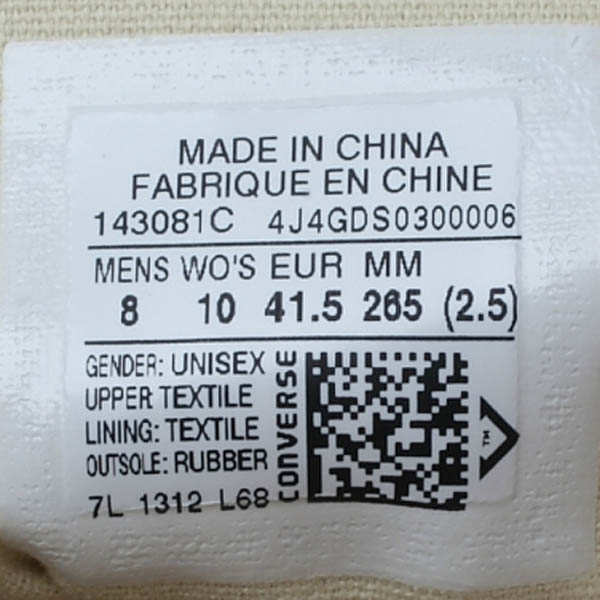 MADE IN CHINA
FABRIQUE EN CHINE
143081C 4J4GDS0300006
MENS WO'S EUR MM
8 10 41.5 265 (2.5)
GENDER: UNISEX
UPPER TEXTILE
LINING: TEXTILE
OUTSOLE: RUBBER
7L 1312 L68
CONVERSE
TM